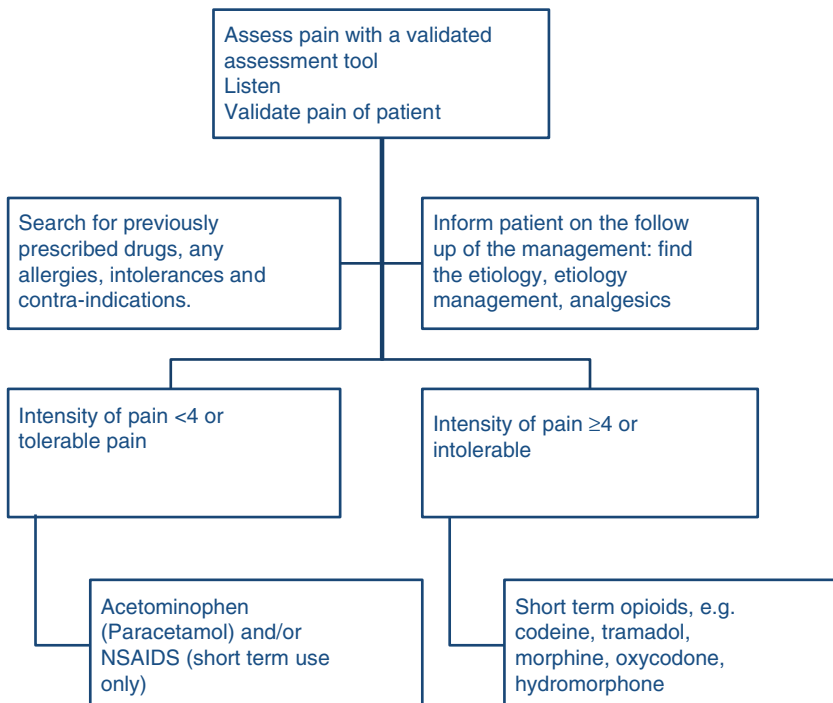 Assess pain with a validated
assessment tool
Listen
Validate pain of patient
Search for previously
prescribed drugs, any
allergies, intolerances and
contra-indications.
Inform patient on the follow
up of the management: find
the etiology, etiology
management, analgesics
Intensity of pain <4 or
tolerable pain
Intensity of pain ≥4 or
intolerable
Acetominophen
(Paracetamol) and/or
NSAIDS (short term use
only)
Short term opioids, e.g.
codeine, tramadol,
morphine, oxycodone,
hydromorphone